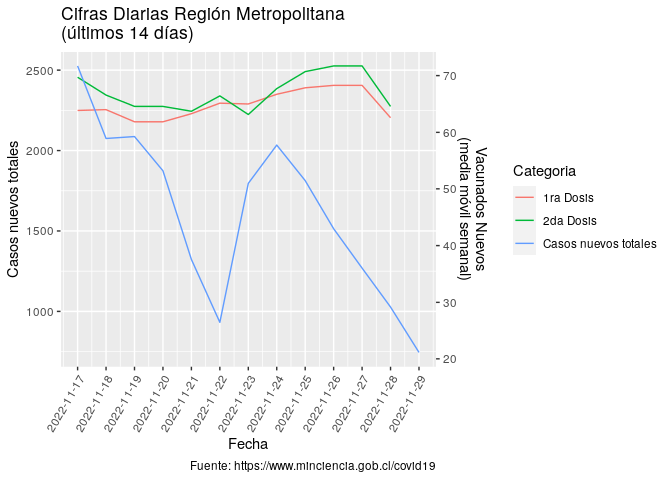 Cifras Diarias Región Metropolitana
(últimos 14 días)
Casos nuevos totales
2500
2000
1500
1000
70
60
50
40
30
20
Vacunados Nuevos
(media móvil semanal)
2022-11-17
2022-11-18
2022-11-19
2022-11-20
2022-11-21
2022-11-22
2022-11-23
2022-11-24
2022-11-25
2022-11-26
2022-11-27
2022-11-28
2022-11-29
Fecha
Categoria
1ra Dosis
2da Dosis
Casos nuevos totales
Fuente: https://www.minciencia.gob.cl/covid19